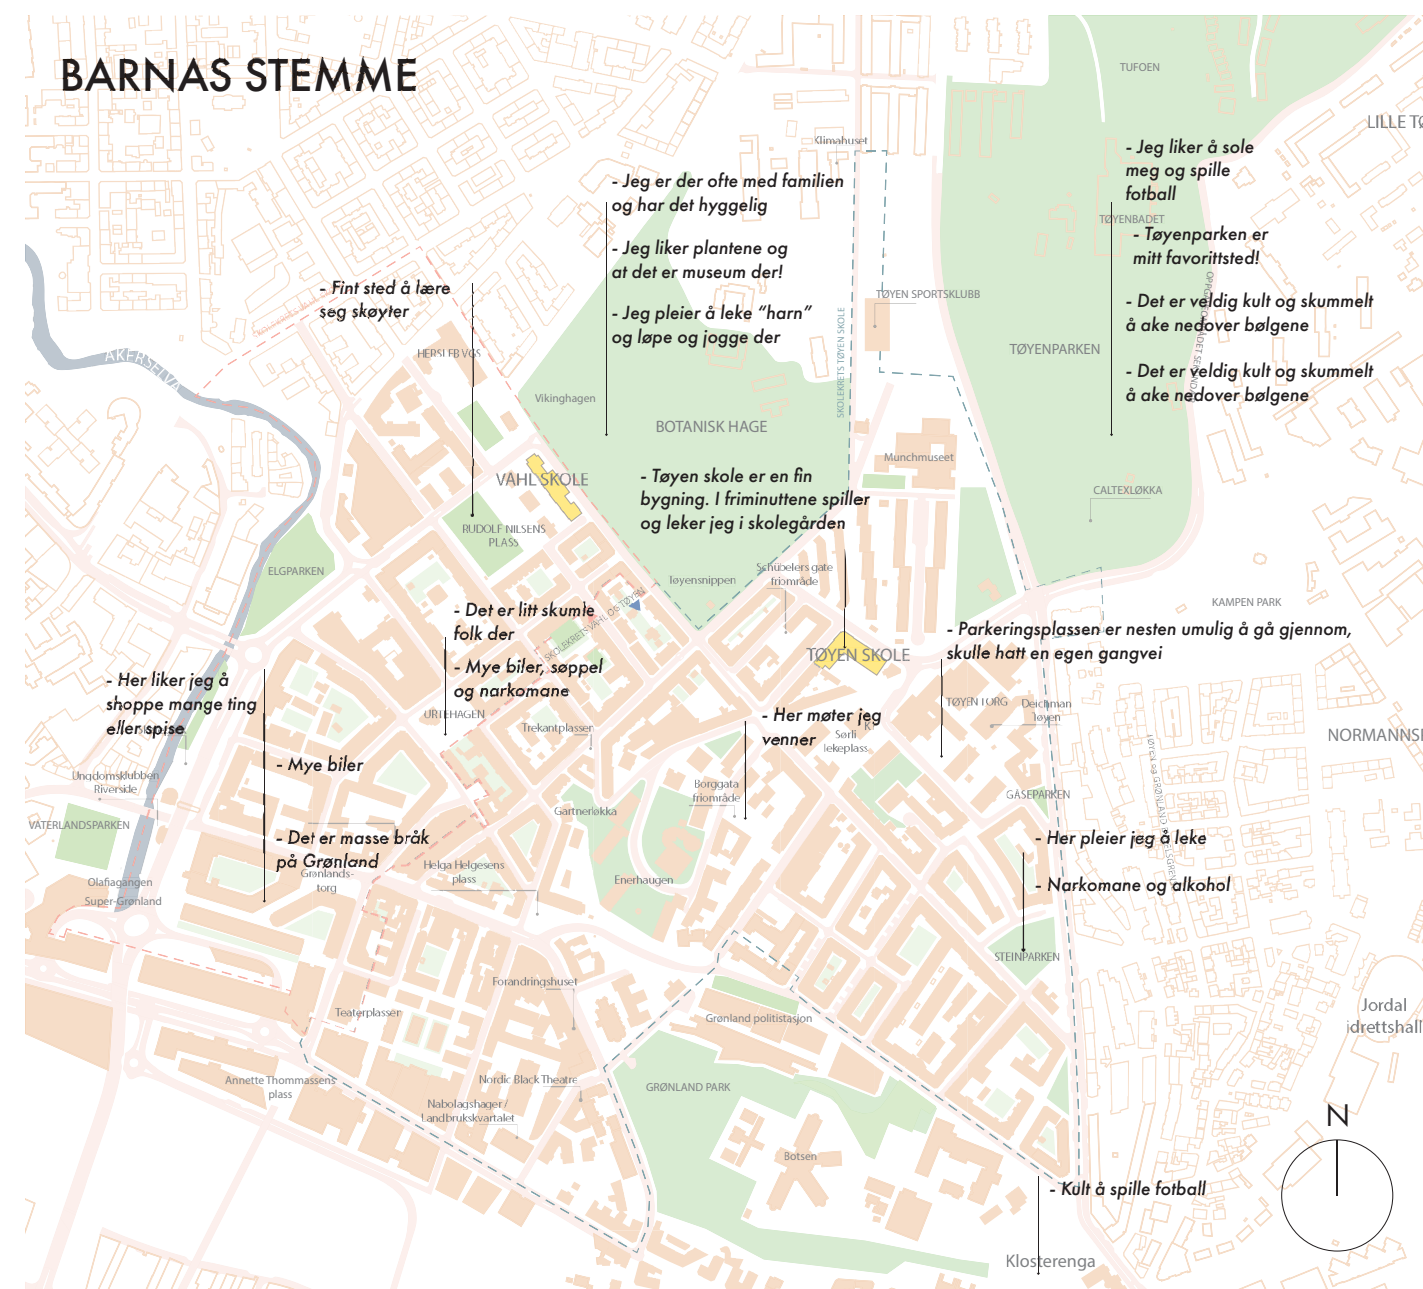 BARNAS STEMME
TUFOEN
LILLE TØ
Klimahuset
- Jeg liker å sole
meg og spille
fotball
- Jeg er der ofte med familien
og har det hyggelig
TØYENBADET
- Tøyenparken er
mitt favorittsted!
- Jeg liker plantene og
at det er museum der!
- Fint sted å lære
seg skøyter
TØYEN SPORTSKLUBB
- Det er veldig kult og skummelt
å ake nedover bølgene
- Jeg pleier å leke “harn”
og løpe og jogge der
AKERSELVA
HERSLEB VGS
SKOLEKRETS TØYEN SKOLE
TØYENPARKEN
- Det er veldig kult og skummelt
å ake nedover bølgene
Vikinghagen
BOTANISK HAGE
Munchmuseet
VAHL SKOLE
- Tøyen skole er en fin
bygning. I friminuttene spiller
og leker jeg i skolegården
CALTEXLØKKA
RUDOLF NILSENS
PLASS
ELGPARKEN
Tøyensnippen
Schübelers gate
friområde
KAMPEN PARK
- Det er litt skumle
folk der
SKOLEKRETS VAHL OG TØYEN
- Parkeringsplassen er nesten umulig å gå gjennom,
skulle hatt en egen gangvei
TØYEN SKOLE
- Mye biler, søppel
og narkomane
- Her liker jeg å
shoppe mange ting
eller spise
URTEHAGEN
Trekantplassen
- Her møter jeg
venner
TØYEN TORG
Deichman
Tøyen
Sørli
lekeplass
NORMANNSL
- Mye biler
Ungdomsklubben
Riverside
Borggata
friområde
GÅSEPARKEN
VATERLANDSPARKEN
Gartnerløkka
- Det er masse bråk
på Grønland
- Her pleier jeg å leke
Grønlands-
torg
Helga Helgesens
plass
Enerhaugen
- Narkomane og alkohol
Olafiagangen
Super-Grønland
STEINPARKEN
Forandringshuset
Teaterplassen
Grønland politistasjon
Jordal
idrettshall
Annette Thommassens
plass
Nordic Black Theatre
GRØNLAND PARK
Nabolagshager /
Landbrukskvartalet
N
Botsen
- Kult å spille fotball
Klosterenga